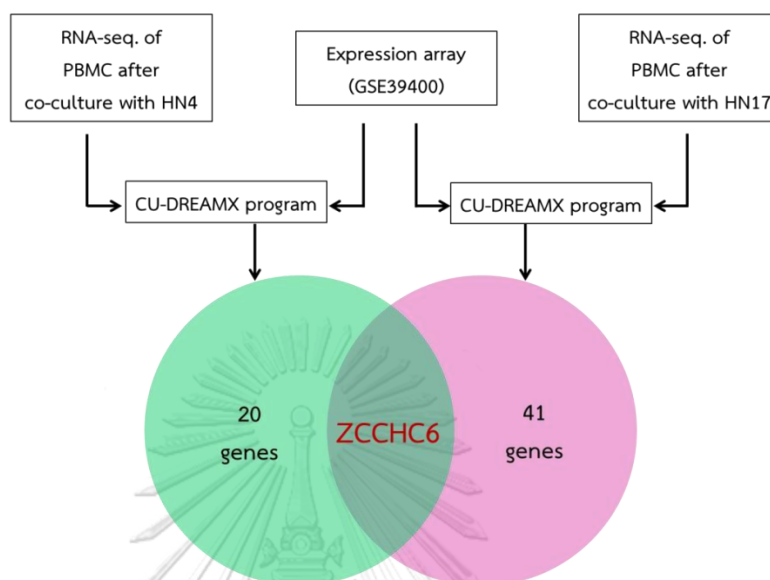 RNA-seq. of
PBMC after
co-culture with HN4
Expression array
(GSE39400)
RNA-seq. of
PBMC after
co-culture with HN17
CU-DREAMX program
CU-DREAMX program
20
genes
ZCCHC6
41
genes